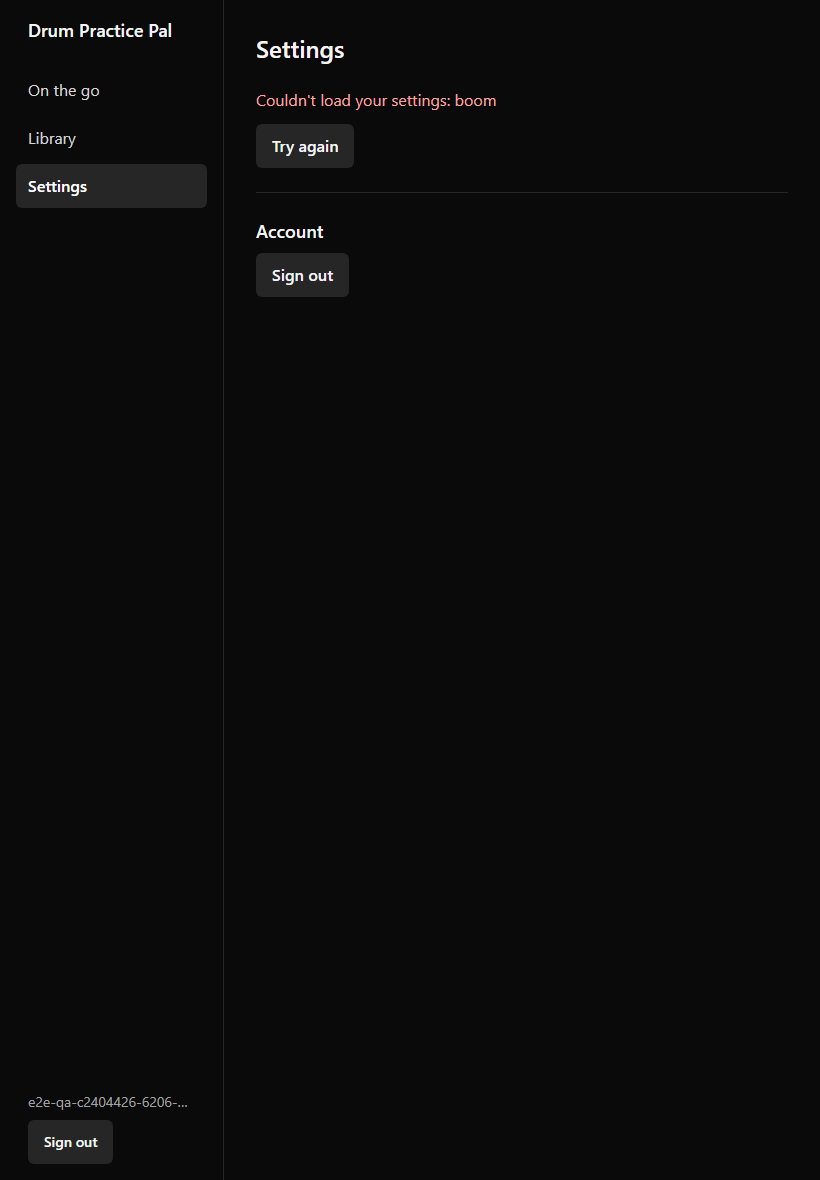 Drum Practice Pal
On the go
Library
Settings
Settings
Couldn't load your settings: boom
Try again
Account
Sign out
e2e-qa-c2404426-6206-...
Sign out